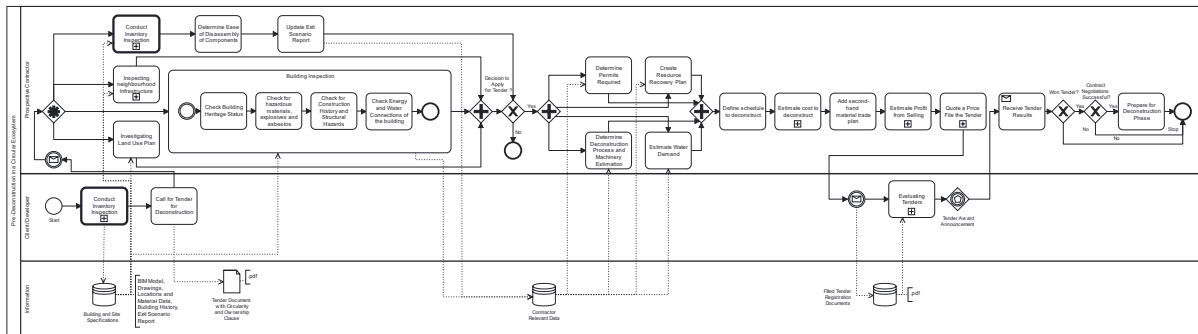 Pre-Deconstruction in a Circular Ecosystem
Prospective Contractor
Conduct
Inventory
Inspection
Determine Ease
of Disassembly
of Components
Update Exit
Scenario
Report
Inspecting
neighbourhood
Infrastructure
Investigating
Land Use Plan
Building Inspection
Check Building
Heritage Status
Check for
hazardous
materials,
explosives and
asbestos
Check for
Construction
History and
Structural
Hazards
Check Energy
and Water
Connections of
the building
Decision to
Apply
for Tender ?
Yes
No
Determine
Permits
Required
Create
Resource
Recovery Plan
Determine
Deconstruction
Process and
Machinery
Estimation
Estimate Water
Demand
Define schedule
to deconstruct
Estimate cost to
deconstruct
Add second-
hand
material trade
plan
Estimate Profit
from Selling
Quote a Price
File the Tender
Receive Tender
Results
Won Tender?
Yes
No
Contract
Negotiations
Successful?
Yes
No
Prepare for
Deconstruction
Phase
Stop
Client/Developer
Start
Conduct
Inventory
Inspection
Call for Tender
for
Deconstruction
Evaluating
Tenders
Tender Award
Announcement
Information
Building and Site
Specifications
BIM Model,
Drawings,
Locations and
Material Data,
Building History,
Exit Scenario
Report
.pdf
Tender Document
with Circularity
and Ownership
Clause
Contractor
Relevant Data
Filled Tender
Registration
Documents
.pdf